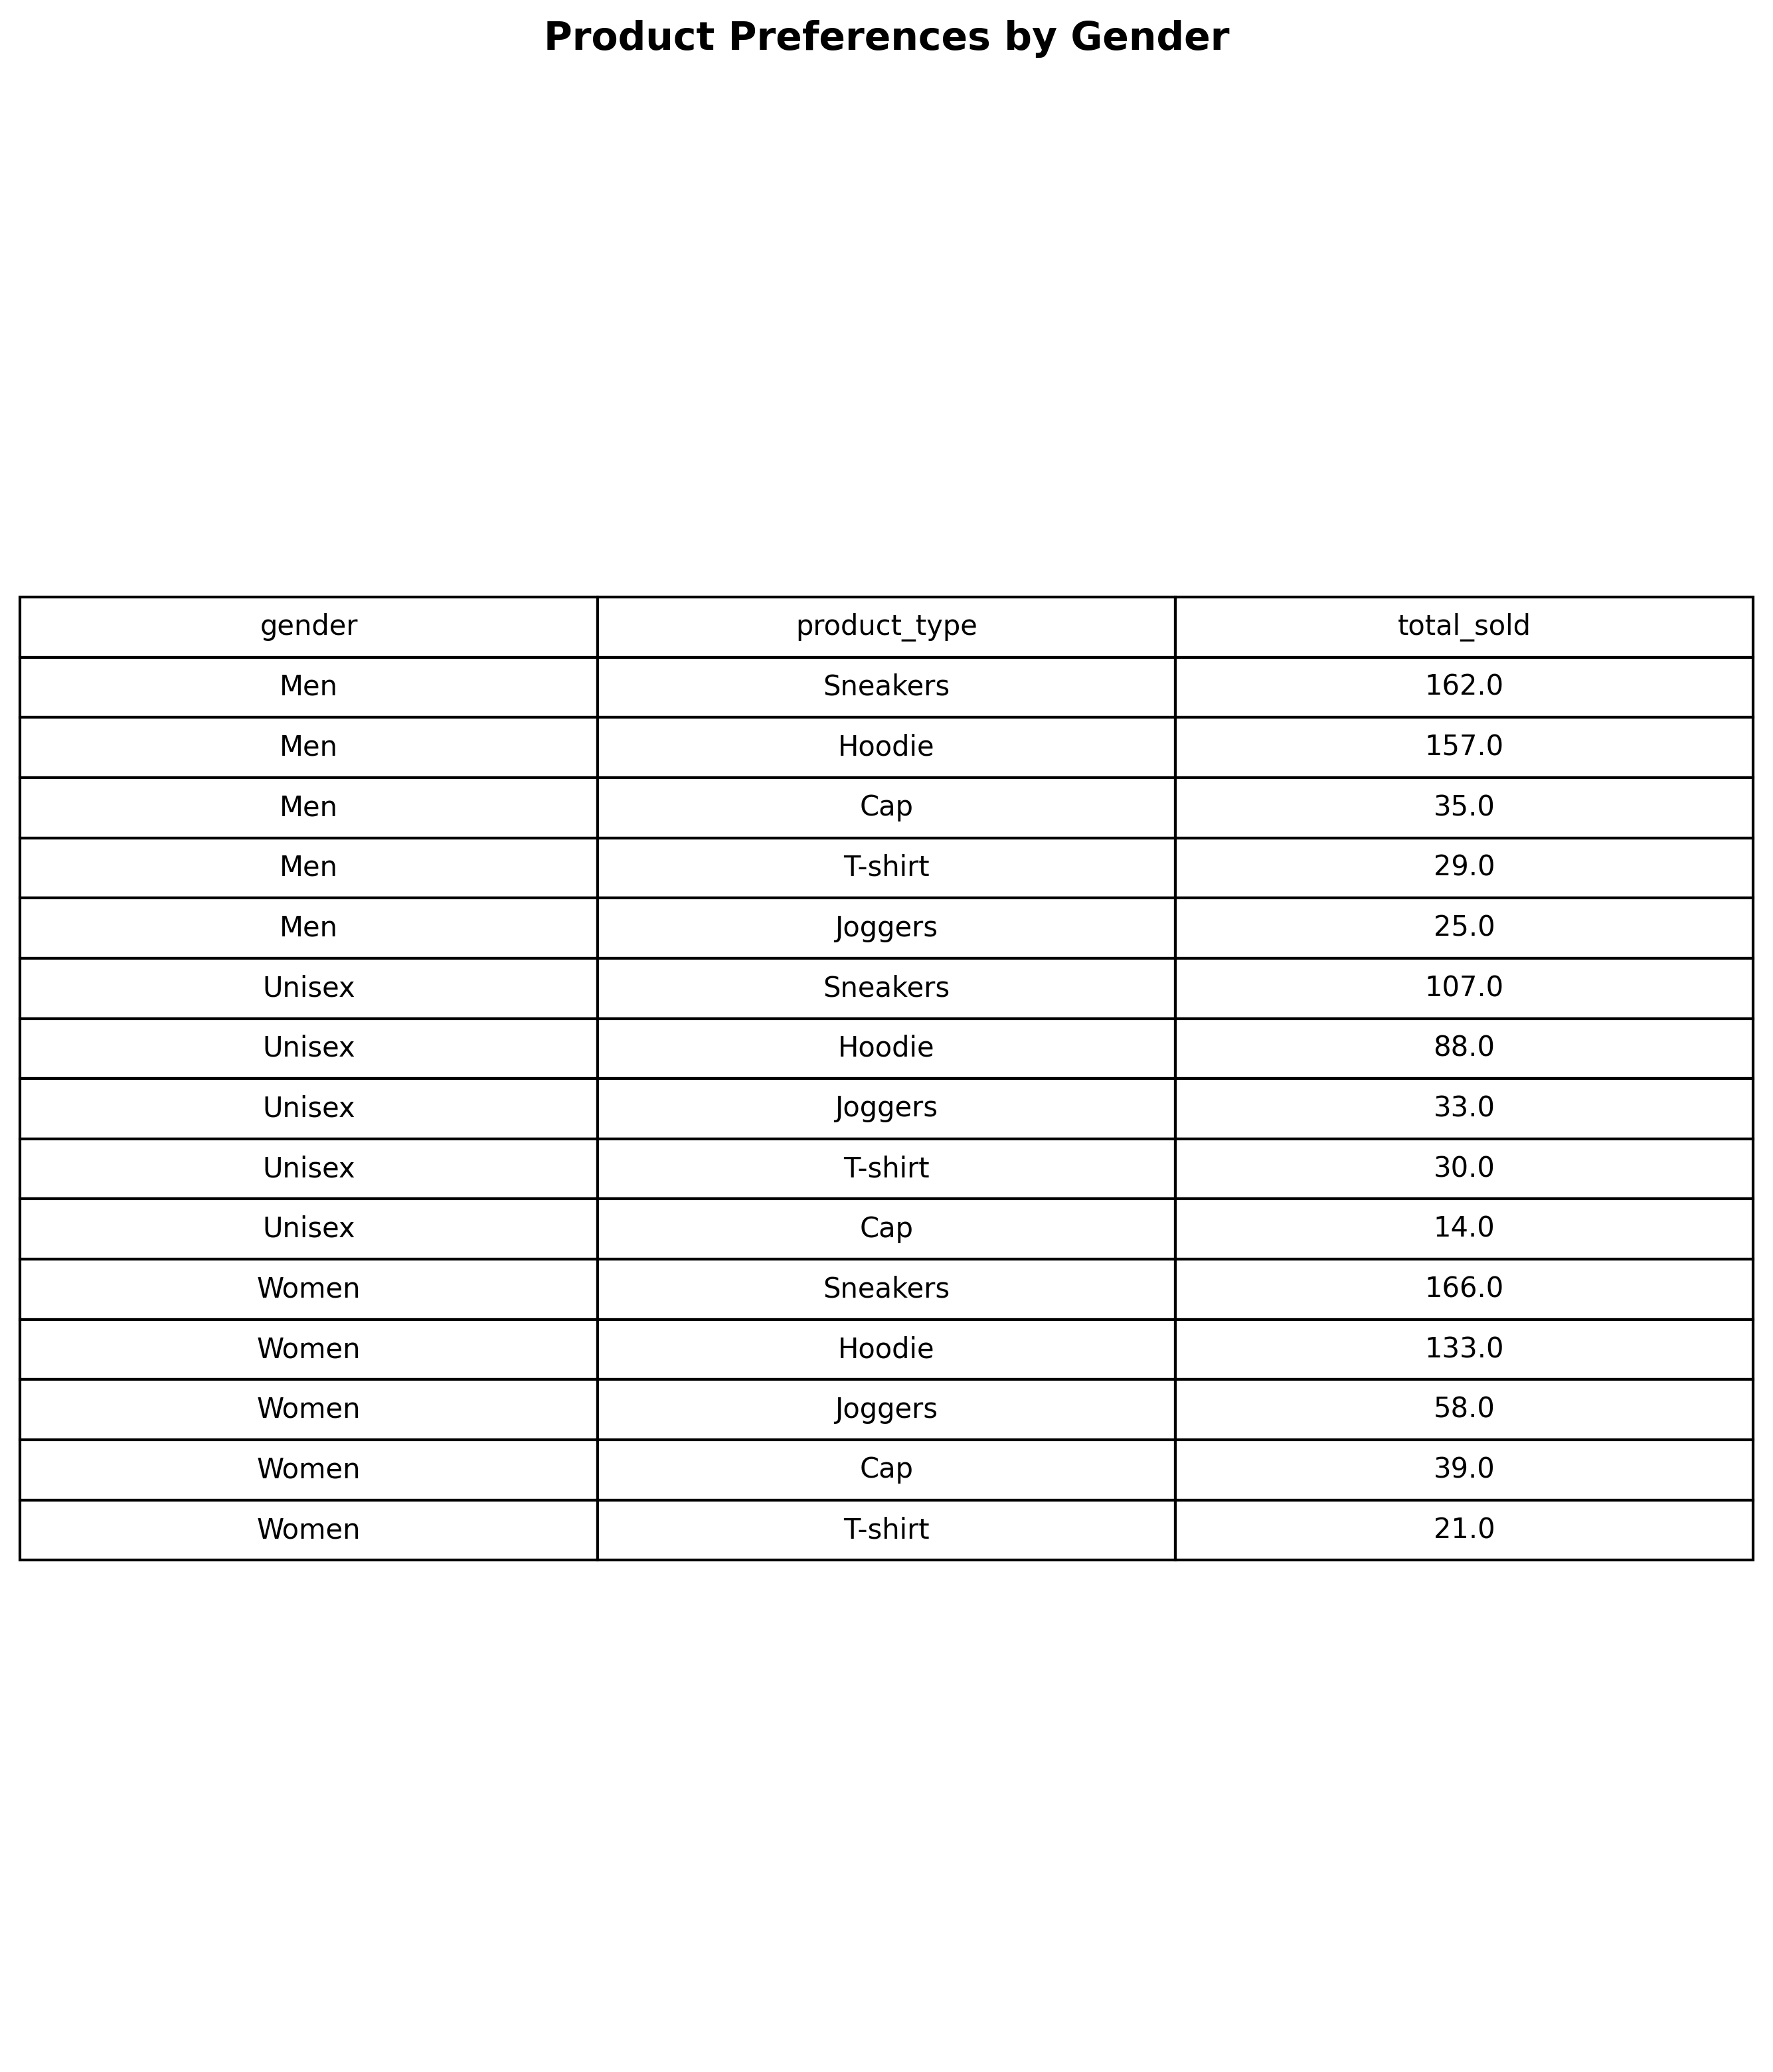 Product Preferences by Gender
gender product_type total_sold
Men Sneakers 162.0
Men Hoodie 157.0
Men Cap 35.0
Men T-shirt 29.0
Men Joggers 25.0
Unisex Sneakers 107.0
Unisex Hoodie 88.0
Unisex Joggers 33.0
Unisex T-shirt 30.0
Unisex Cap 14.0
Women Sneakers 166.0
Women Hoodie 133.0
Women Joggers 58.0
Women Cap 39.0
Women T-shirt 21.0